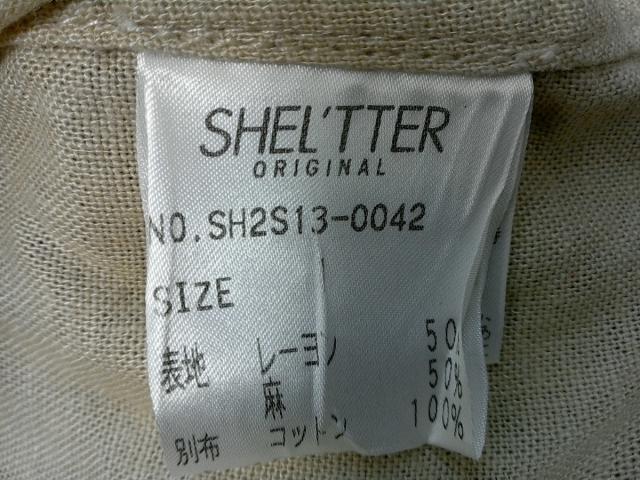 SHEL'TTER
ORIGINAL
NO.SH2S13-0042
SIZE
表地 レーヨン 50
麻 50%
別布 コットン 100%